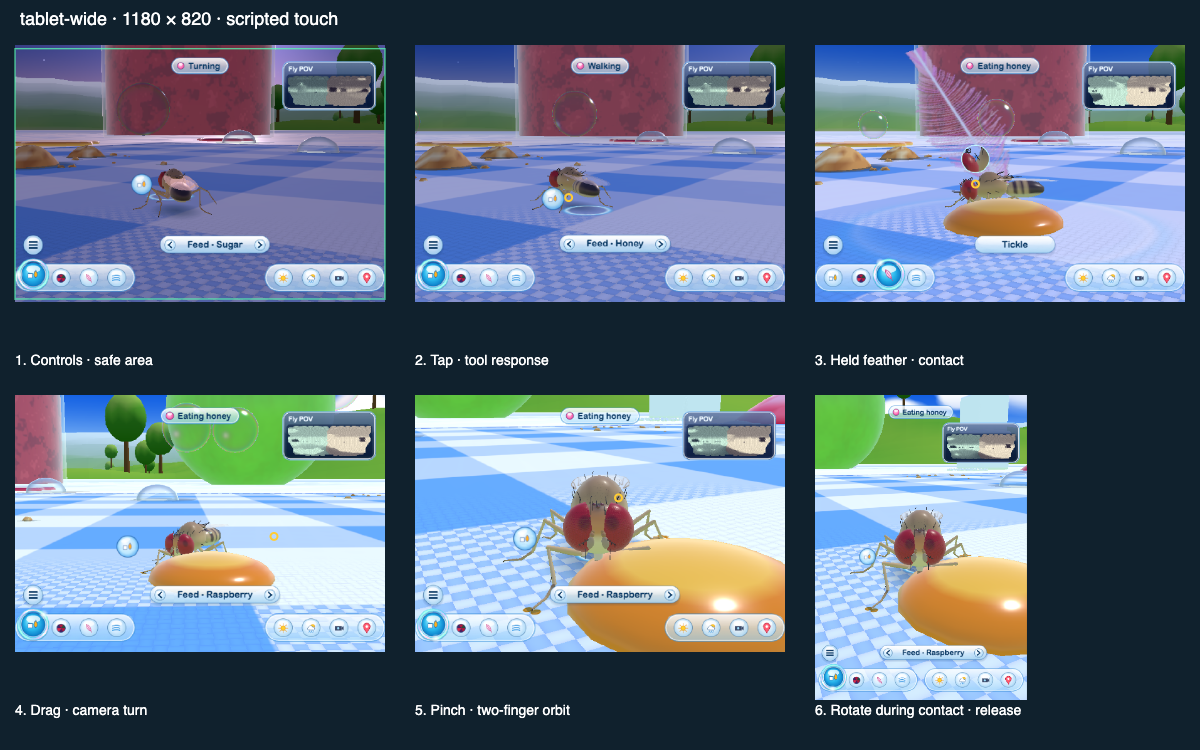 tablet-wide · 1180 × 820 · scripted touch
Turning
Fly POV
Feed · Sugar
Walking
Fly POV
Feed · Honey
Eating honey
Fly POV
Tickle
1. Controls · safe area
2. Tap · tool response
3. Held feather · contact
Eating honey
Fly POV
Feed · Raspberry
Eating honey
Fly POV
Feed · Raspberry
Eating honey
Fly POV
Feed · Raspberry
4. Drag · camera turn
5. Pinch · two-finger orbit
6. Rotate during contact · release